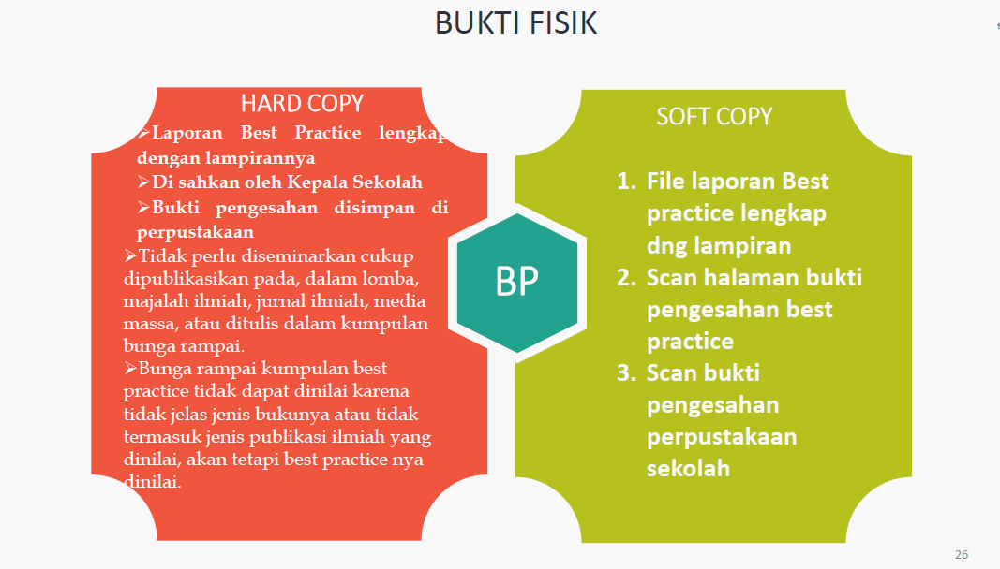 BUKTI FISIK
HARD COPY
➢Laporan Best Practice lengkap
dengan lampirannya
➢Di sahkan oleh Kepala Sekolah
➢Bukti pengesahan disimpan di
perpustakaan
➢Tidak perlu diseminarkan cukup
dipublikasikan pada, dalam lomba,
majalah ilmiah, jurnal ilmiah, media
massa, atau ditulis dalam kumpulan
bunga rampai.
➢Bunga rampai kumpulan best
practice tidak dapat dinilai karena
tidak jelas jenis bukunya atau tidak
termasuk jenis publikasi ilmiah yang
dinilai, akan tetapi best practice nya
dinilai.
BP
SOFT COPY
1. File laporan Best
practice lengkap
dng lampiran
2. Scan halaman bukti
pengesahan best
practice
3. Scan bukti
pengesahan
perpustakaan
sekolah
26